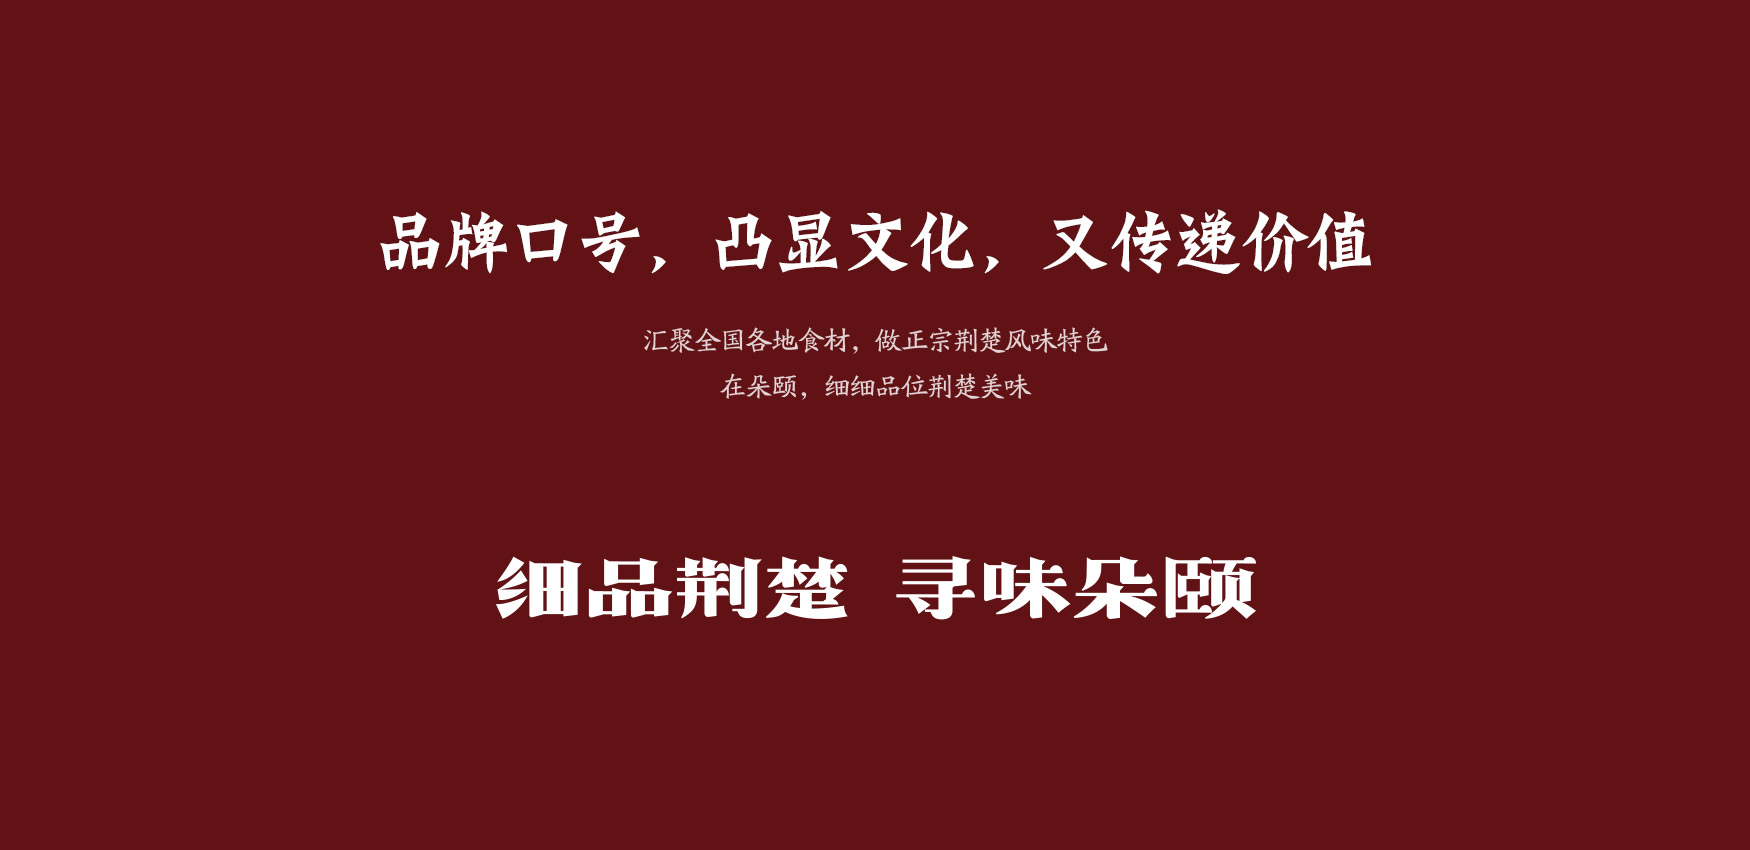 品牌口号，凸显文化，又传递价值
汇聚全国各地食材，做正宗荆楚风味特色
在朵颐，细细品位荆楚美味
细品荆楚 寻味朵颐